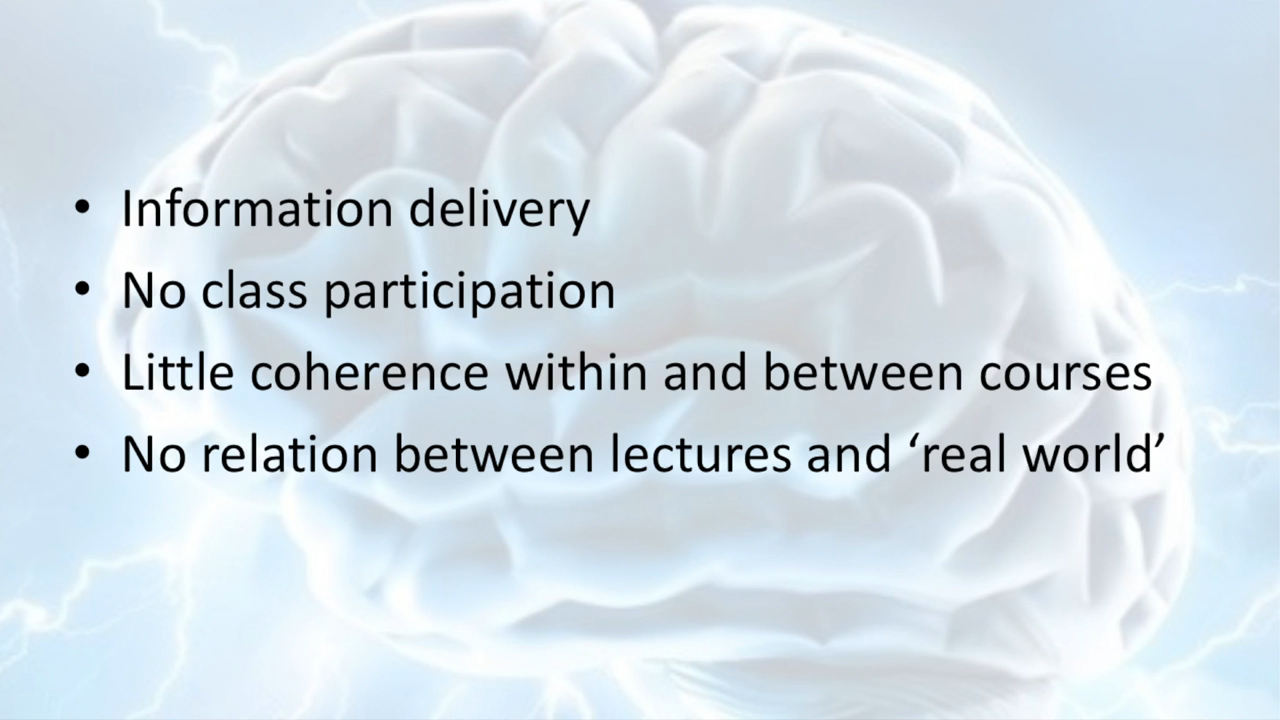 • Information delivery
• No class participation
• Little coherence within and between courses
• No relation between lectures and ‘real world’